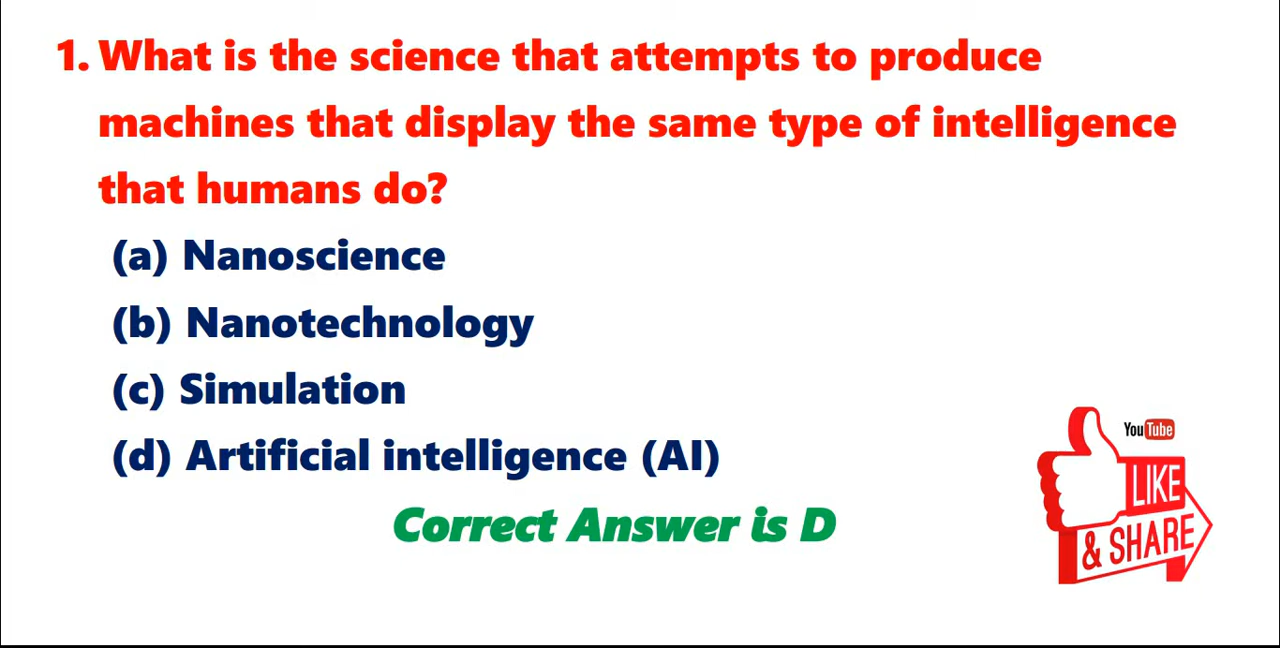 1. What is the science that attempts to produce
machines that display the same type of intelligence
that humans do?
(a) Nanoscience
(b) Nanotechnology
(c) Simulation
(d) Artificial intelligence (AI)
Correct Answer is D
YouTube
LIKE
& SHARE